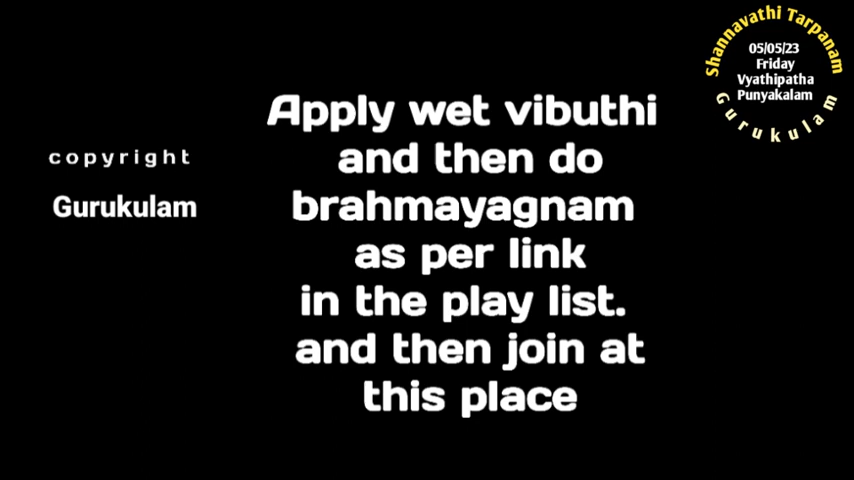 Shannavathi Tarpanam
05/05/23
Friday
Vyathipatha
Punyakalam
Gurukulam
Apply wet vibuthi
and then do
brahmayagnam
as per link
in the play list.
and then join at
this place
copyright
Gurukulam